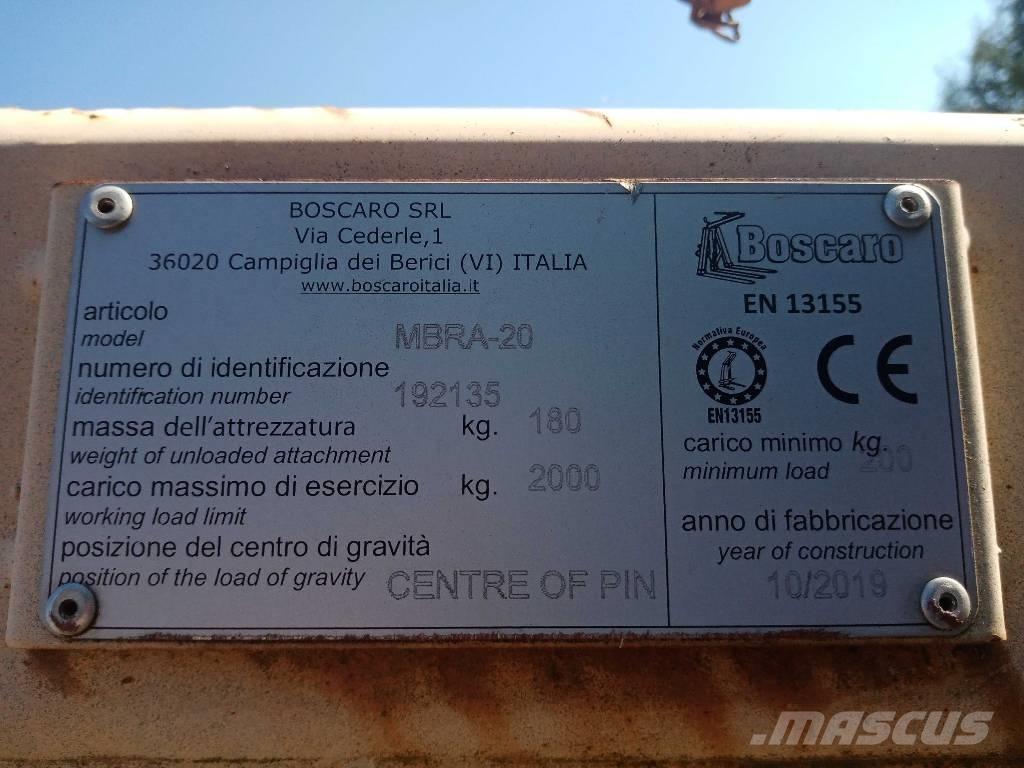 BOSCARO SRL
Via Cederle,1
36020 Campiglia dei Berici (VI) ITALIA
www.boscaroitalia.it
articolo
model MBRA-20
numero di identificazione
identification number 192135
massa dell'attrezzatura kg. 180
weight of unloaded attachment
carico massimo di esercizio kg. 2000
working load limit
posizione del centro di gravità
position of the load of gravity CENTRE OF PIN
Boscaro
EN 13155
Normativa Europea
EN13155
CE
carico minimo kg.
minimum load 200
anno di fabbricazione
year of construction
10/2019
.MASCUS